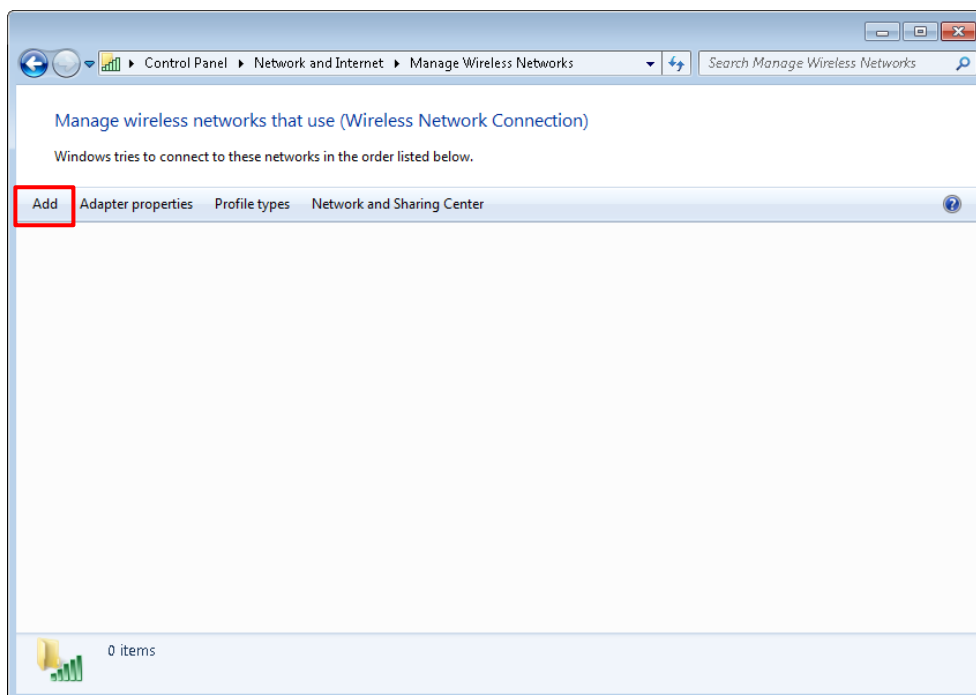 Control Panel Network and Internet Manage Wireless Networks Search Manage Wireless Networks
Manage wireless networks that use (Wireless Network Connection)
Windows tries to connect to these networks in the order listed below.
Add Adapter properties Profile types Network and Sharing Center
0 items